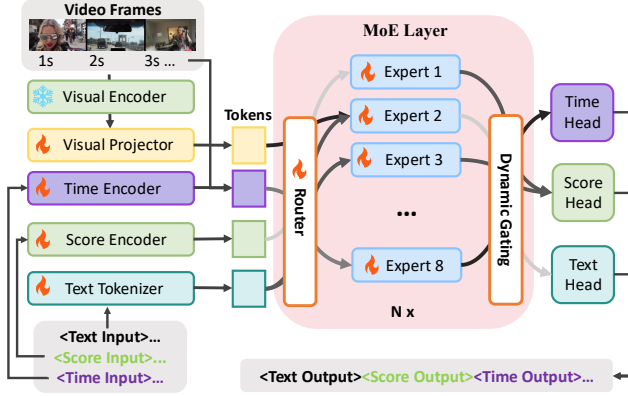 Video Frames
1s 2s 3s ...
Visual Encoder
Visual Projector
Time Encoder
Score Encoder
Text Tokenizer
<Text Input>...
<Score Input>...
<Time Input>...
Tokens
MoE Layer
Router
Expert 1
Expert 2
Expert 3
...
Expert 8
N x
Dynamic Gating
Time
Head
Score
Head
Text
Head
<Text Output><Score Output><Time Output>...